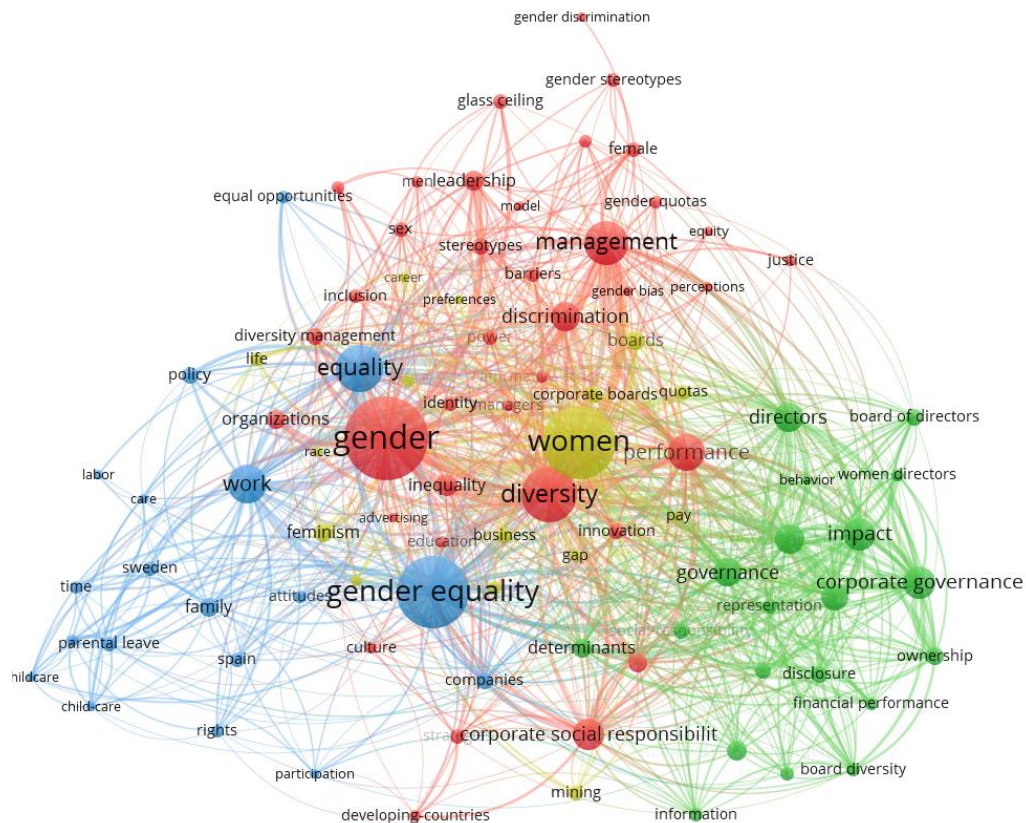 gender discrimination
gender stereotypes
glass ceiling
female
men
leadership
equal opportunities
model
gender quotas
sex
equity
management
stereotypes
justice
barriers
career
perceptions
gender bias
inclusion
preferences
discrimination
diversity management
power
boards
life
equality
policy
corporate boards
quotas
identity
managers
organizations
directors
board of directors
gender
women
race
performance
labor
women directors
behavior
work
inequality
diversity
care
pay
advertising
innovation
feminism
business
impact
education
gap
sweden
governance
corporate governance
time
attitudes
gender equality
family
representation
social responsibility
parental leave
culture
determinants
ownership
spain
hildcare
companies
disclosure
child-care
financial performance
rights
corporate social responsibilit
board diversity
participation
mining
developing-countries
information